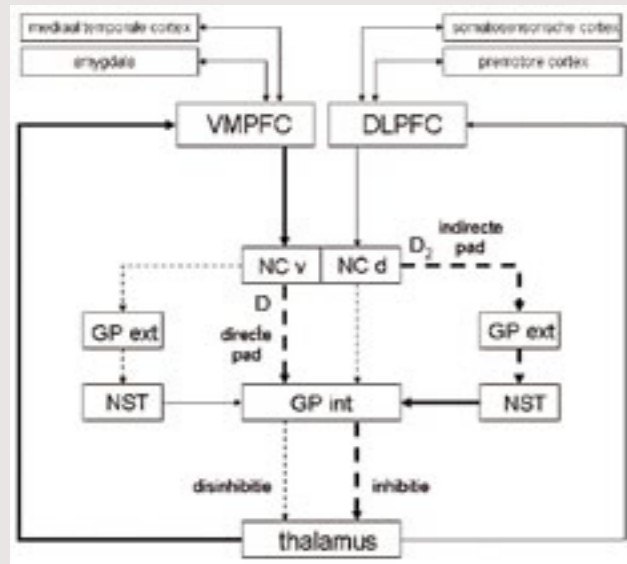 mediaal temporale cortex
somatosensorische cortex
amygdala
premotore cortex
VMPFC
DLPFC
NC v
NC d
D₂
indirecte
pad
D
directe
pad
GP ext
GP ext
NST
GP int
NST
disinhibitie
inhibitie
thalamus